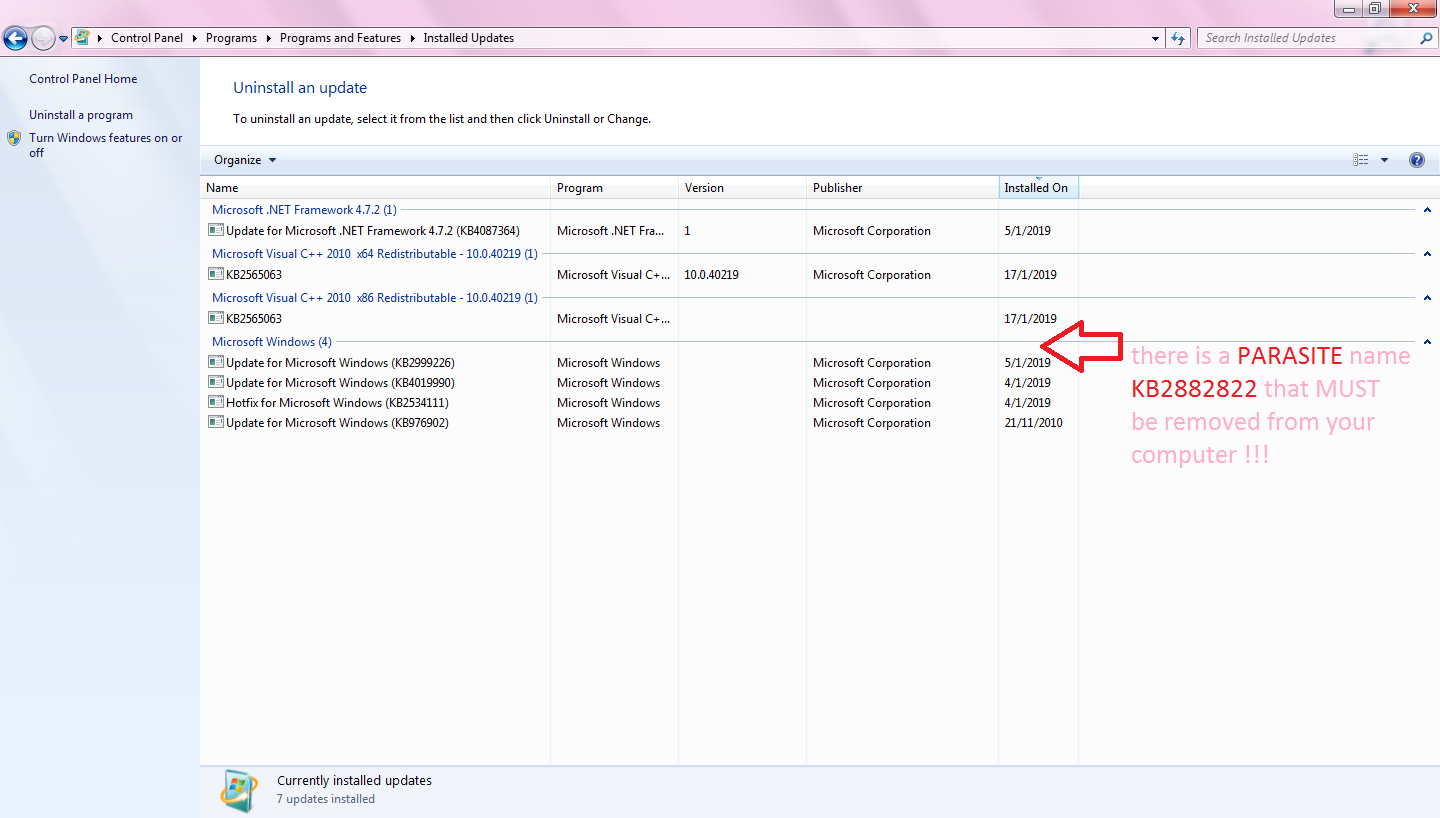 Control Panel Programs Programs and Features Installed Updates
Search Installed Updates
Control Panel Home
Uninstall a program
Turn Windows features on or
off
Uninstall an update
To uninstall an update, select it from the list and then click Uninstall or Change.
Organize
Name Program Version Publisher Installed On
Microsoft .NET Framework 4.7.2 (1)
Update for Microsoft .NET Framework 4.7.2 (KB4087364) Microsoft .NET Fra... 1 Microsoft Corporation 5/1/2019
Microsoft Visual C++ 2010  x64 Redistributable - 10.0.40219 (1)
KB2565063 Microsoft Visual C+... 10.0.40219 Microsoft Corporation 17/1/2019
Microsoft Visual C++ 2010  x86 Redistributable - 10.0.40219 (1)
KB2565063 Microsoft Visual C+... 17/1/2019
Microsoft Windows (4)
Update for Microsoft Windows (KB2999226) Microsoft Windows Microsoft Corporation 5/1/2019
Update for Microsoft Windows (KB4019990) Microsoft Windows Microsoft Corporation 4/1/2019
Hotfix for Microsoft Windows (KB2534111) Microsoft Windows Microsoft Corporation 4/1/2019
Update for Microsoft Windows (KB976902) Microsoft Windows Microsoft Corporation 21/11/2010
there is a PARASITE name
KB2882822 that MUST
be removed from your
computer !!!
Currently installed updates
7 updates installed